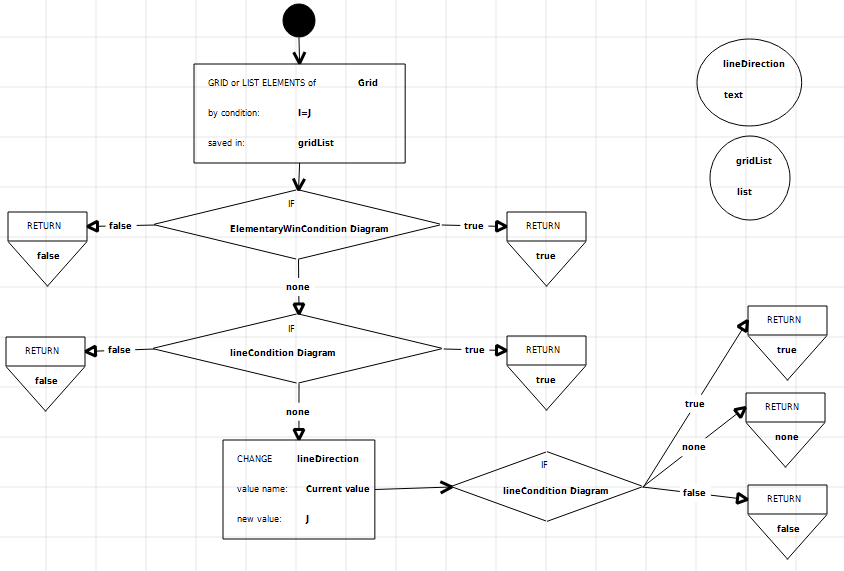 GRID or LIST ELEMENTS of Grid
by condition: I=J
saved in: gridList
lineDirection
text
gridList
list
IF
ElementaryWinCondition Diagram
false
RETURN
false
true
RETURN
true
none
IF
lineCondition Diagram
false
RETURN
false
true
RETURN
true
none
CHANGE lineDirection
value name: Current value
new value: J
IF
lineCondition Diagram
true
RETURN
true
none
RETURN
none
false
RETURN
false